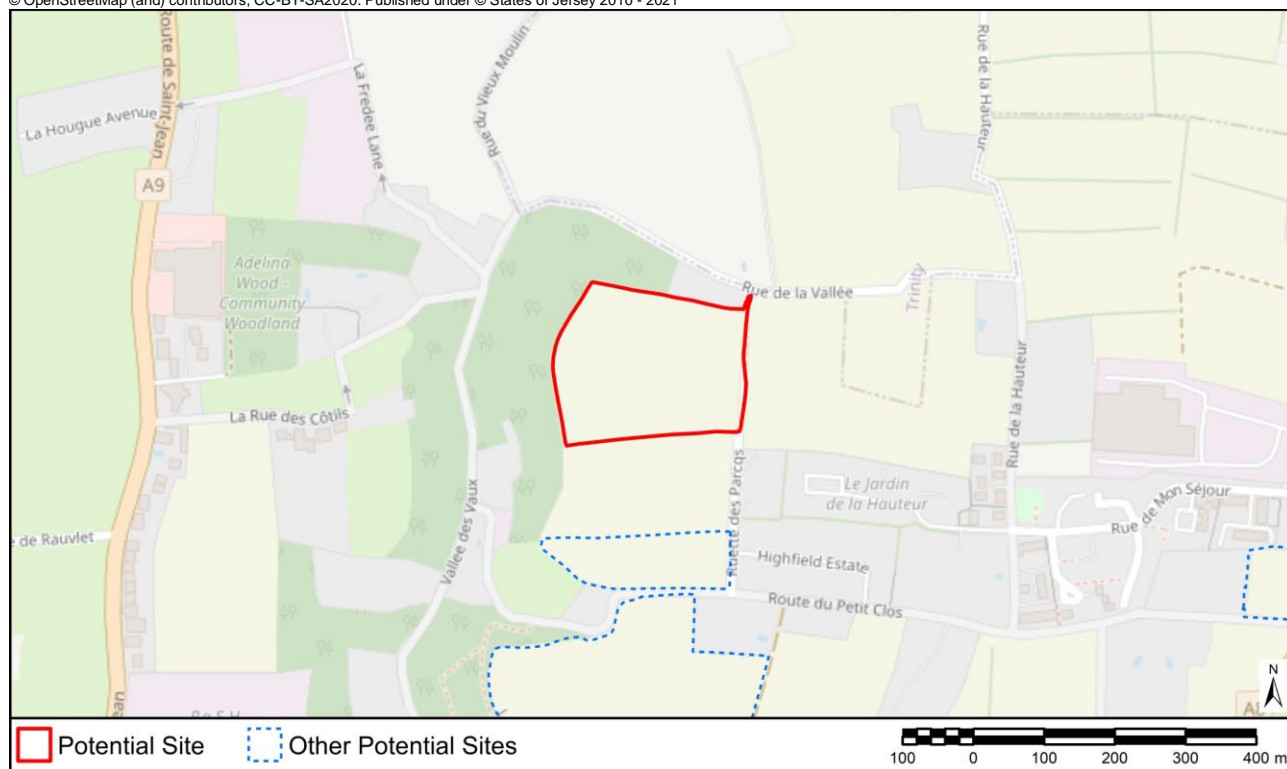 © OpenStreetMap (and) contributors, CC-BY-SA2020. Published under © States of Jersey 2010 - 2021
Route de Saint-Jean
La Hougue Avenue
La Fredée Lane
Rue du Vieux Moulin
Rue de la Hauteur
A9
Adelina
Wood -
Community
Woodland
Rue de la Vallée
Trinity
La Rue des Côtils
Rue de la Hauteur
Ruette des Parcqs
Le Jardin
de la Hauteur
Rue de Mon Séjour
e de Rauvlet
Vallee des Vaux
Highfield Estate
Route du Petit Clos
ean
N
Potential Site
Other Potential Sites
100 0 100 200 300 400 m